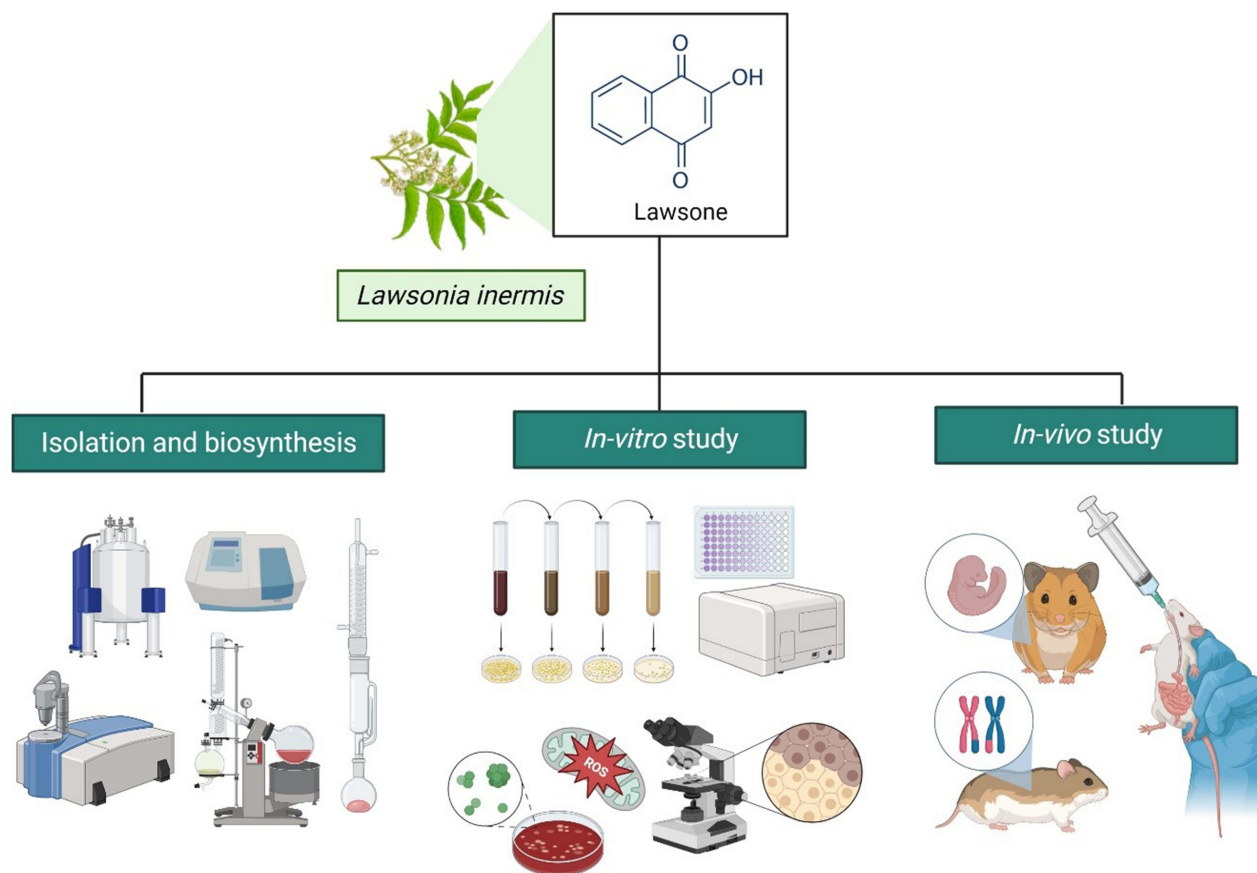 O
OH
O
Lawsone
Lawsonia inermis
Isolation and biosynthesis
In-vitro study
In-vivo study
ROS